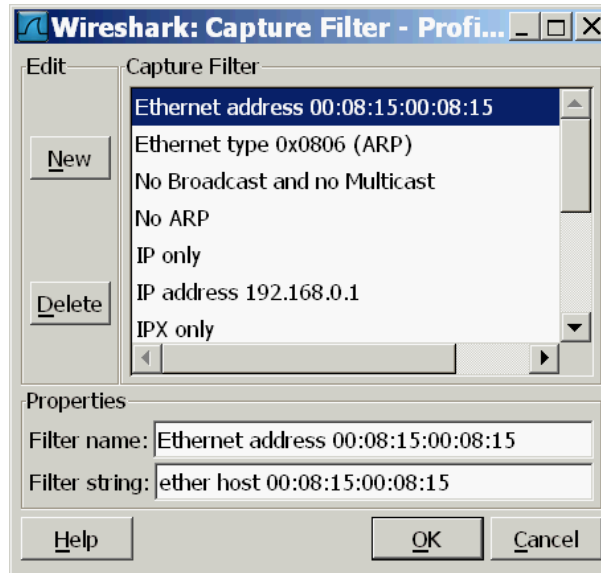 Wireshark: Capture Filter - Profi...
Edit
Capture Filter
New
Delete
Ethernet address 00:08:15:00:08:15
Ethernet type 0x0806 (ARP)
No Broadcast and no Multicast
No ARP
IP only
IP address 192.168.0.1
IPX only
Properties
Filter name: Ethernet address 00:08:15:00:08:15
Filter string: ether host 00:08:15:00:08:15
Help
OK
Cancel